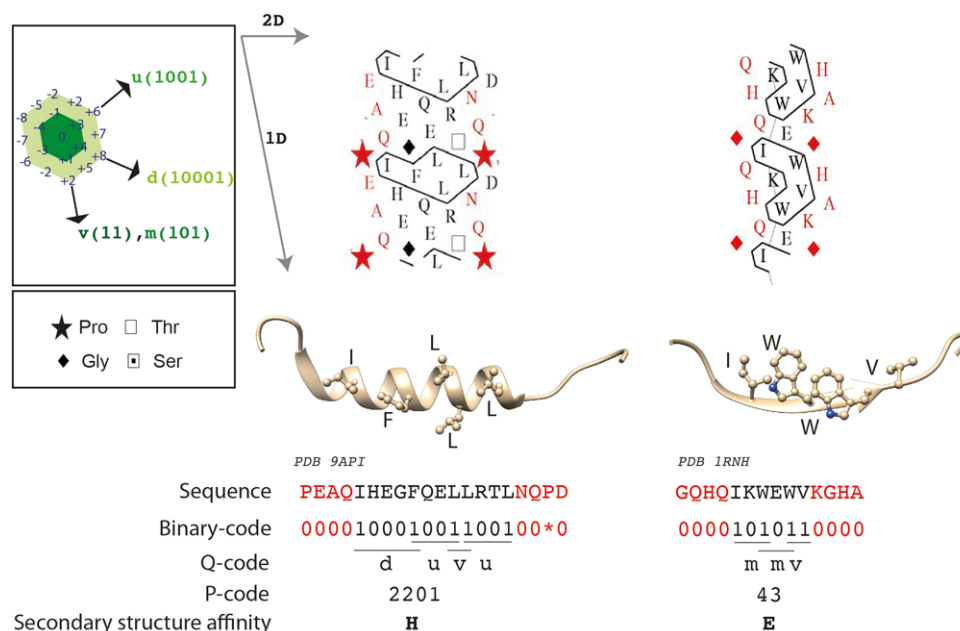 2D
1D
u(1001)
d(10001)
v(11),m(101)
-2
+2
-5
+6
-8
-1
-4
+3
0
+7
-7
-3
+4
+8
-6
+1
+5
-2
+2
Pro
Thr
Gly
Ser
I L
E F L D
H Q N
A E R
Q E Q
I L
E F L D
H L N
A Q R
E
Q E Q
L
W
Q K H
H W V A
Q K
E
I W
Q K V H
H W A
Q K
E
I
I
L
F
L
L
I
W
V
W
PDB 9API
PDB 1RNH
Sequence PEAQIHEGFQELLRTLNQPD GQHQIKWEWVKGHA
Binary-code 000010001001100100*0 00001010110000
Q-code d u v u m m v
P-code 2201 43
Secondary structure affinity H E